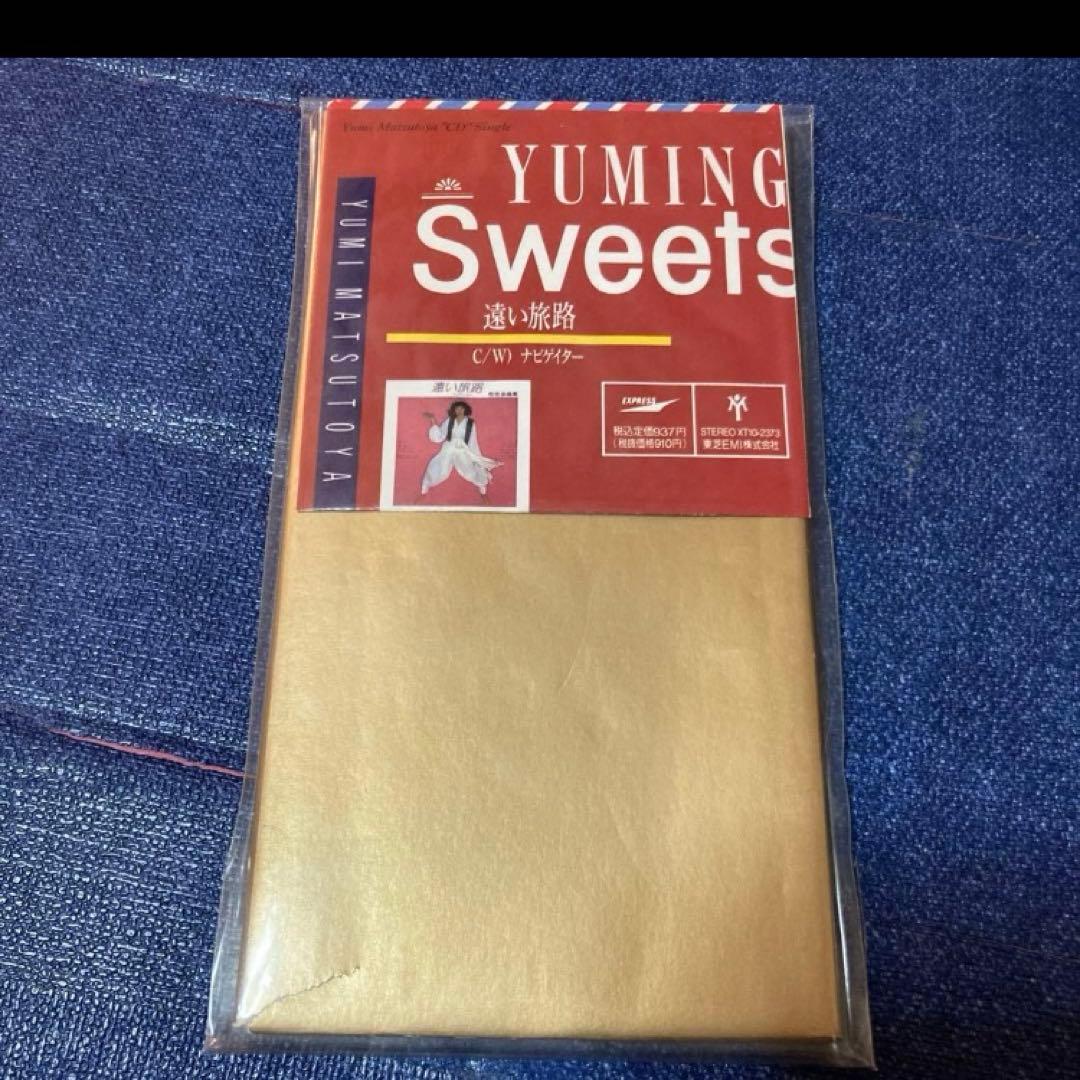 Yumi Matsutoya "CD" Single
YUMING
Sweets
遠い旅路
C/W) ナビゲイター
YUMI MATSUTOYA
遠い旅路
EXPRESS
税込定価937円
(税抜価格910円)
STEREO XT10-2373
東芝EMI株式会社